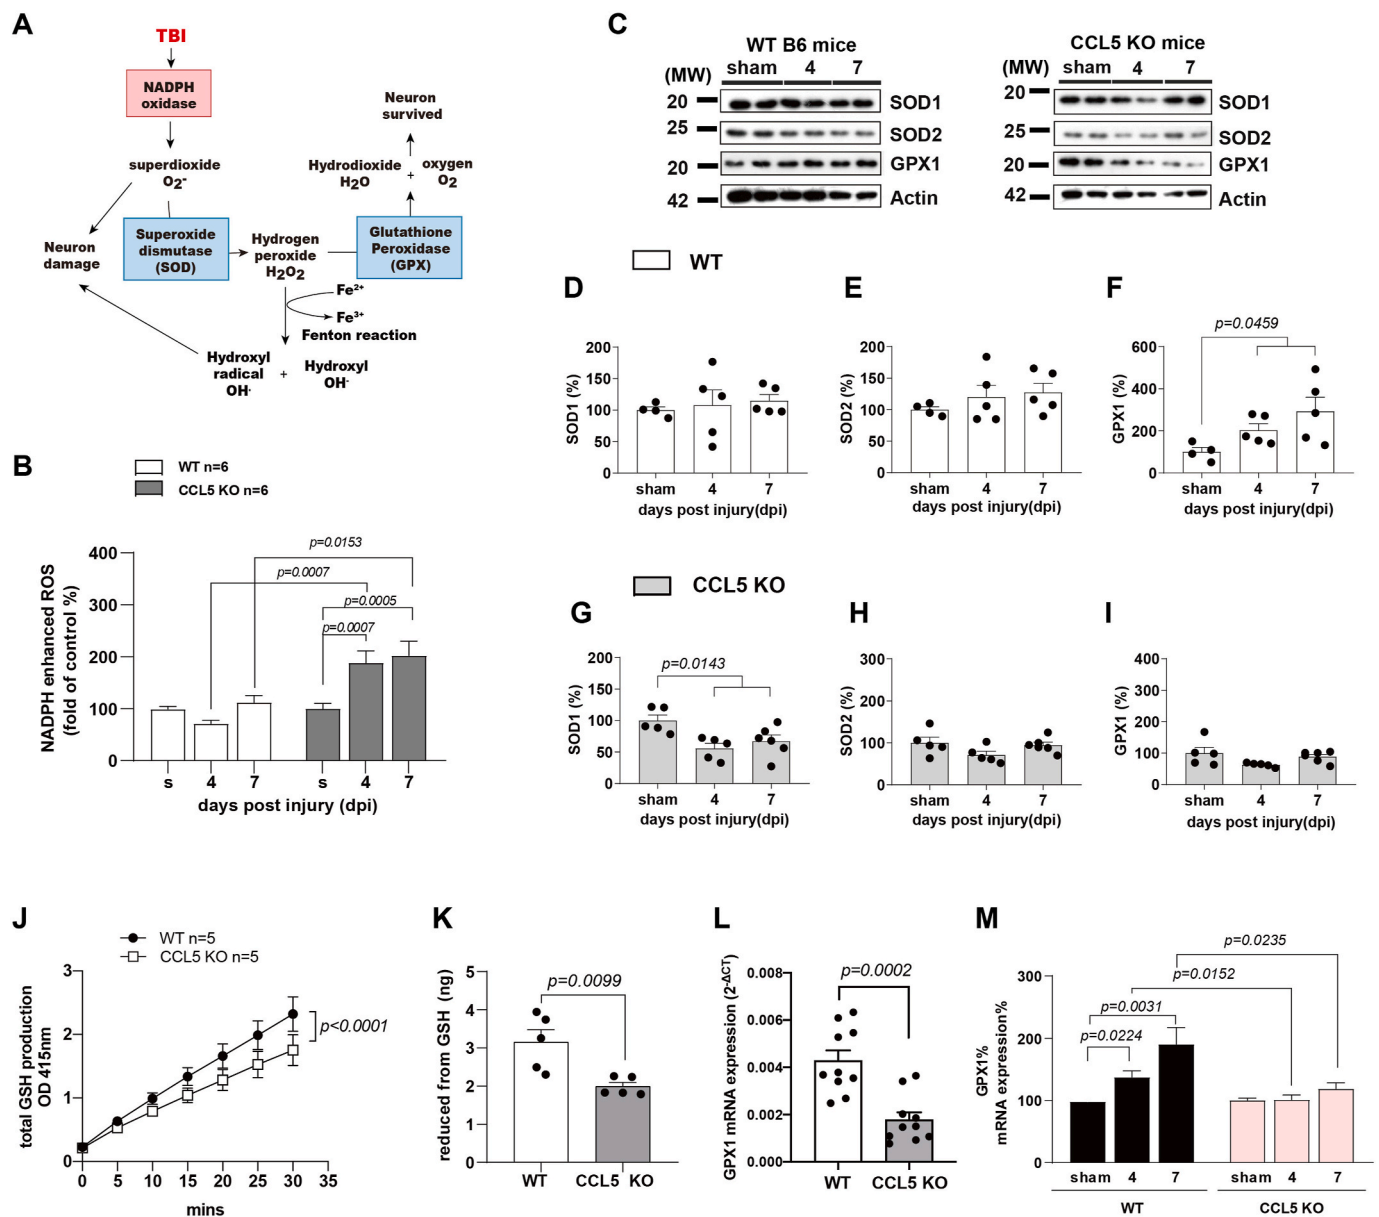 A
TBI
NADPH
oxidase
superdioxide
O2-
Neuron
damage
Superoxide
dismutase
(SOD)
Hydrogen
peroxide
H2O2
Glutathione
Peroxidase
(GPX)
Hydrodioxide
H2O
+
oxygen
O2
Neuron
survived
Fe2+
Fe3+
Fenton reaction
Hydroxyl
radical
OH·
+
Hydroxyl
OH-
B
WT n=6
CCL5 KO n=6
NADPH enhanced ROS
(fold of control %)
400
300
200
100
0
p=0.0153
p=0.0007
p=0.0005
p=0.0007
s 4 7 s 4 7
days post injury (dpi)
C
WT B6 mice
(MW) sham 4 7
20 SOD1
25 SOD2
20 GPX1
42 Actin
CCL5 KO mice
(MW) sham 4 7
20 SOD1
25 SOD2
20 GPX1
42 Actin
WT
D
SOD1 (%)
200
150
100
50
0
sham 4 7
days post injury(dpi)
E
SOD2 (%)
200
150
100
50
0
sham 4 7
days post injury(dpi)
F
GPX1 (%)
600
400
200
0
p=0.0459
sham 4 7
days post injury(dpi)
CCL5 KO
G
SOD1 (%)
200
150
100
50
0
p=0.0143
sham 4 7
days post injury(dpi)
H
SOD2 (%)
300
200
100
0
sham 4 7
days post injury(dpi)
I
GPX1 (%)
400
300
200
100
0
sham 4 7
days post injury(dpi)
J
WT n=5
CCL5 KO n=5
total GSH production
OD 415nm
3
2
1
0
p<0.0001
0 5 10 15 20 25 30 35
mins
K
reduced from GSH (ng)
5
4
3
2
1
0
p=0.0099
WT CCL5 KO
L
GPX1 mRNA expression (2-ΔCT)
0.008
0.006
0.004
0.002
0.000
p=0.0002
WT CCL5 KO
M
GPX1%
mRNA expression%
300
200
100
0
p=0.0235
p=0.0152
p=0.0031
p=0.0224
sham 4 7 sham 4 7
WT CCL5 KO